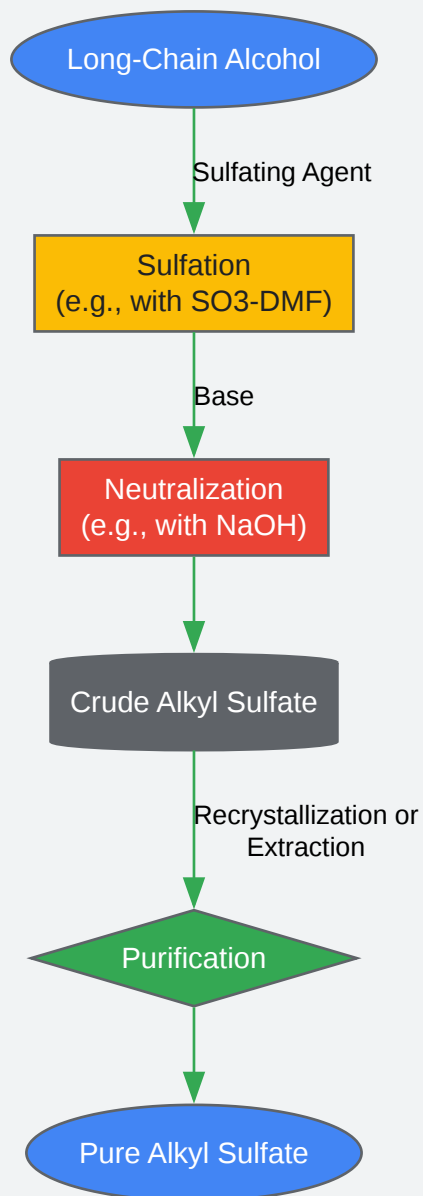 Long-Chain Alcohol
Sulfating Agent
Sulfation
(e.g., with SO3-DMF)
Base
Neutralization
(e.g., with NaOH)
Crude Alkyl Sulfate
Recrystallization or
Extraction
Purification
Pure Alkyl Sulfate